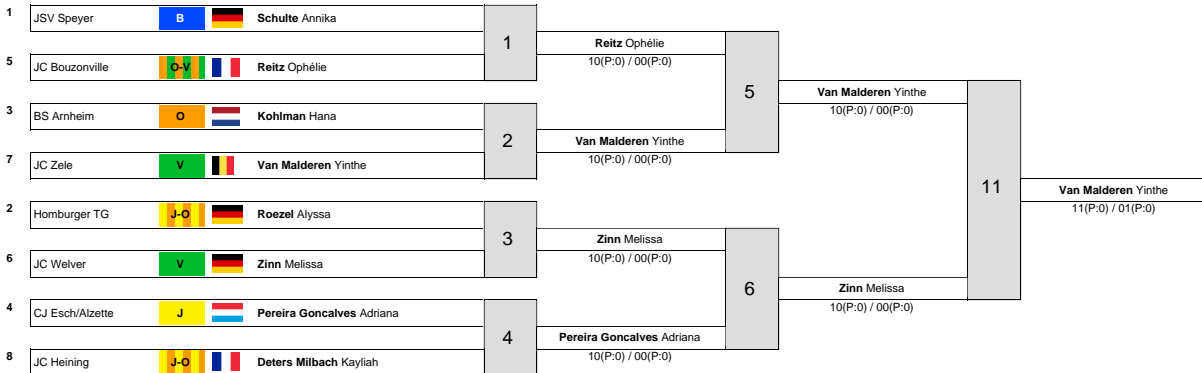 1 JSV Speyer B Schulte Annika
1
Reitz Ophélie
10(P:0) / 00(P:0)
5 JC Bouzonville O-V Reitz Ophélie
5
Van Malderen Yinthe
10(P:0) / 00(P:0)
3 BS Arnheim O Kohlman Hana
2
Van Malderen Yinthe
10(P:0) / 00(P:0)
7 JC Zele V Van Malderen Yinthe
11
Van Malderen Yinthe
11(P:0) / 01(P:0)
2 Homburger TG J-O Roezel Alyssa
3
Zinn Melissa
10(P:0) / 00(P:0)
6 JC Welver V Zinn Melissa
6
Zinn Melissa
10(P:0) / 00(P:0)
4 CJ Esch/Alzette J Pereira Goncalves Adriana
4
Pereira Goncalves Adriana
10(P:0) / 00(P:0)
8 JC Heining J-O Deters Milbach Kayliah